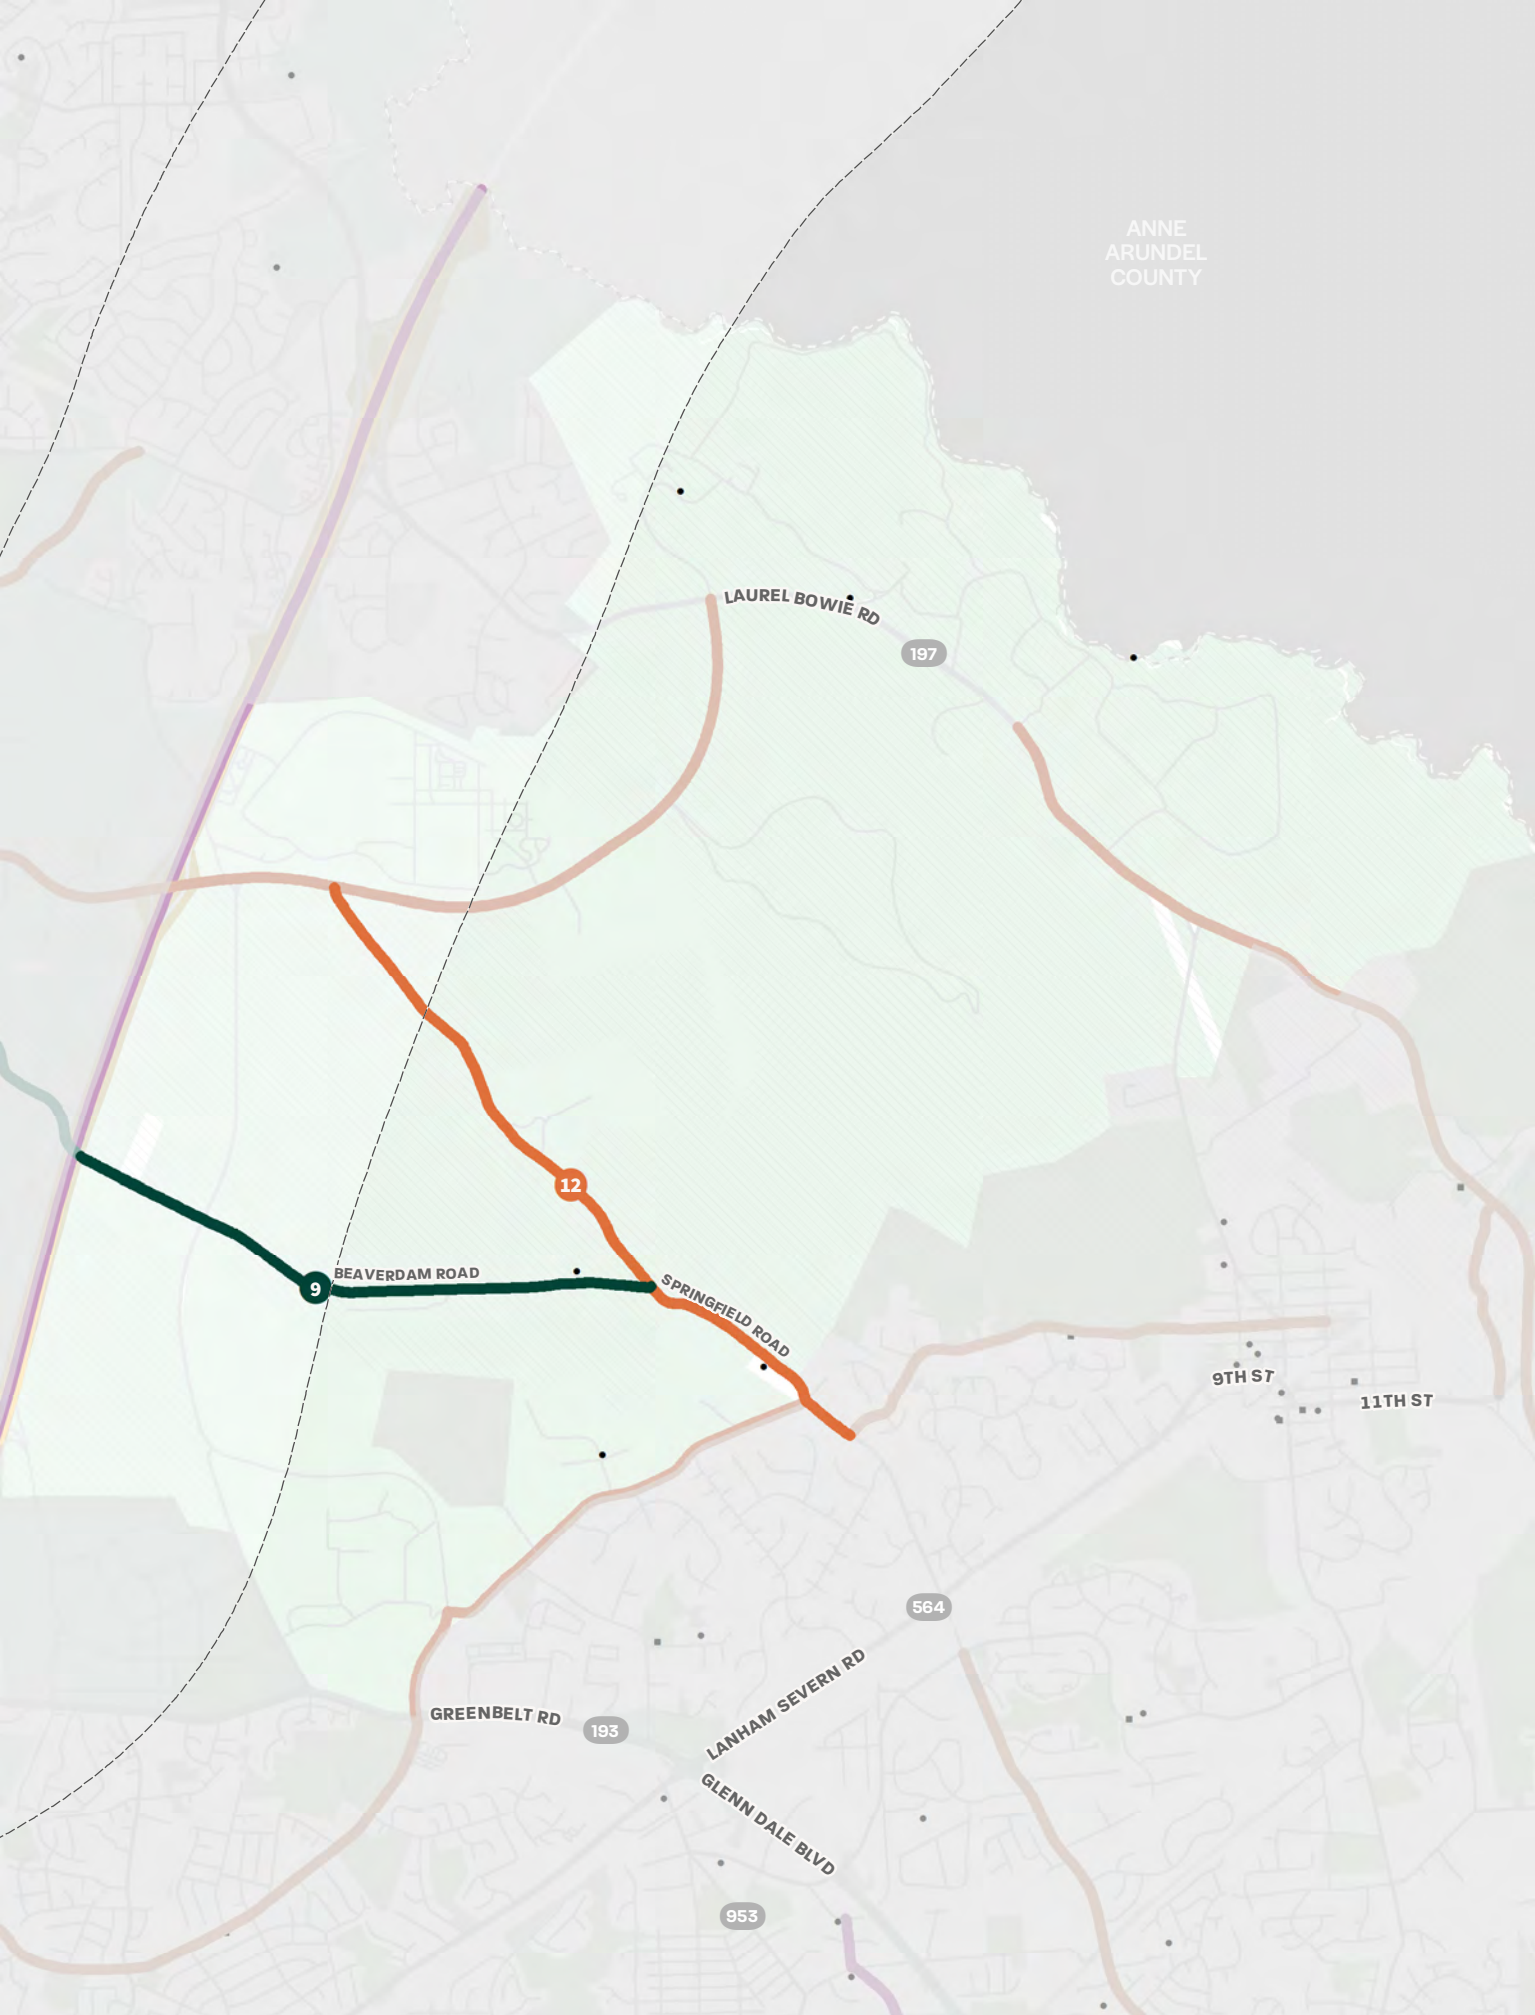 ANNE
ARUNDEL
COUNTY
LAUREL BOWIE RD
197
12
BEAVERDAM ROAD
9
SPRINGFIELD ROAD
9TH ST
11TH ST
564
LANHAM SEVERN RD
GREENBELT RD
193
GLENN DALE BLVD
953